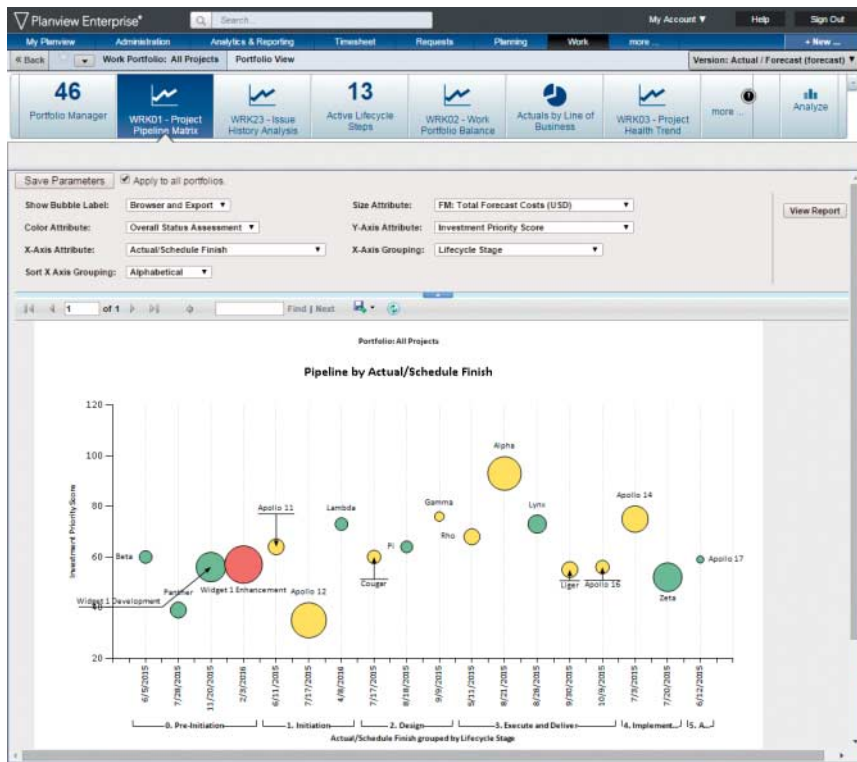 Planview Enterprise®
Search...
My Account ▼
Help
Sign Out
My Planview
Administration
Analytics & Reporting
Timesheet
Requests
Planning
Work
more ...
+ New ...
« Back
Work Portfolio: All Projects
Portfolio View
Version: Actual / Forecast (forecast) ▼
46
Portfolio Manager
WRK01 - Project
Pipeline Matrix
WRK23 - Issue
History Analysis
13
Active Lifecycle
Steps
WRK02 - Work
Portfolio Balance
Actuals by Line of
Business
WRK03 - Project
Health Trend
more ...
Analyze
Save Parameters
Apply to all portfolios.
Show Bubble Label: Browser and Export ▼
Size Attribute: FM: Total Forecast Costs (USD) ▼
View Report
Color Attribute: Overall Status Assessment ▼
Y-Axis Attribute: Investment Priority Score ▼
X-Axis Attribute: Actual/Schedule Finish ▼
X-Axis Grouping: Lifecycle Stage ▼
Sort X Axis Grouping: Alphabetical ▼
1 of 1
Find | Next
Portfolio: All Projects
Pipeline by Actual/Schedule Finish
Investment Priority Score
120
100
80
60
40
20
Alpha
Apollo 14
Gamma
Lynx
Apollo 11
Lambda
Rho
Pi
Beta
Apollo 17
Couger
Liger
Apollo 16
Panther
Widget 1 Enhancement
Apollo 12
Widget 1 Development
Zeta
6/5/2015
7/28/2015
11/20/2015
2/3/2016
6/11/2015
7/17/2015
4/8/2016
7/17/2015
8/18/2015
9/9/2015
5/11/2015
8/21/2015
8/28/2015
9/30/2015
10/9/2015
7/3/2015
7/20/2015
6/12/2015
0. Pre-Initiation
1. Initiation
2. Design
3. Execute and Deliver
4. Implement...
5. A...
Actual/Schedule Finish grouped by Lifecycle Stage